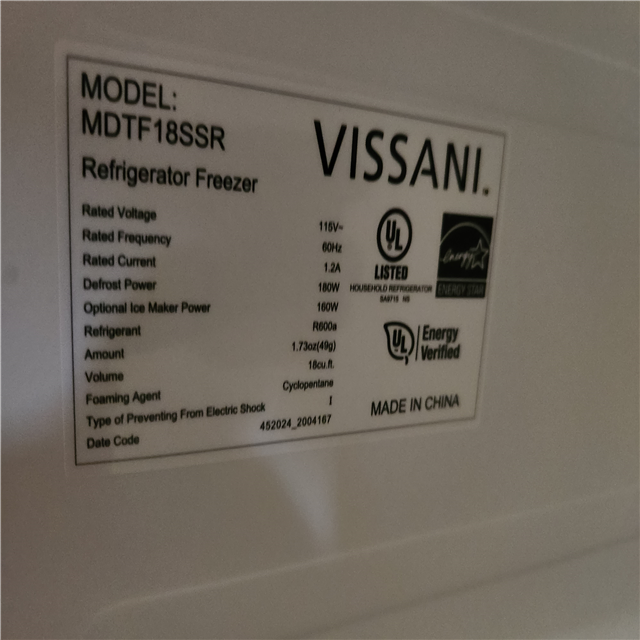 MODEL:
MDTF18SSR
Refrigerator Freezer
VISSANI.
Rated Voltage 115V~
Rated Frequency 60Hz
Rated Current 1.2A
Defrost Power 180W
Optional Ice Maker Power 160W
Refrigerant R600a
Amount 1.73oz(49g)
Volume 18cu.ft.
Foaming Agent Cyclopentane
Type of Preventing From Electric Shock I
Date Code 452024_2004167
UL
LISTED
HOUSEHOLD REFRIGERATOR
SA9715
energy
ENERGY STAR
UL Energy
Verified
MADE IN CHINA